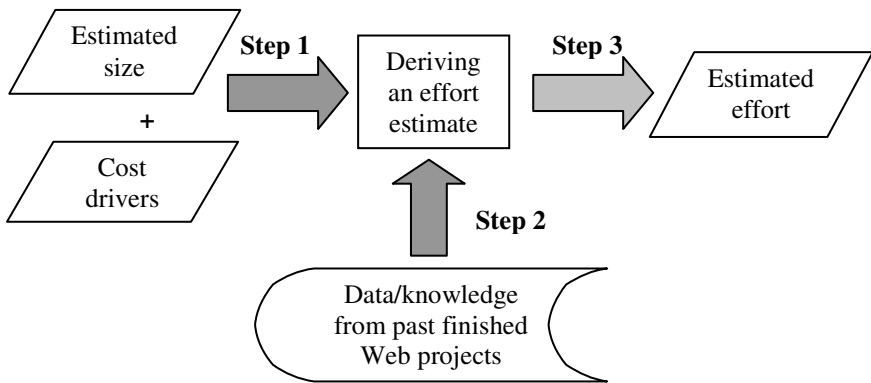 Estimated
size
+
Cost
drivers
Step 1
Deriving
an effort
estimate
Step 3
Estimated
effort
Step 2
Data/knowledge
from past finished
Web projects